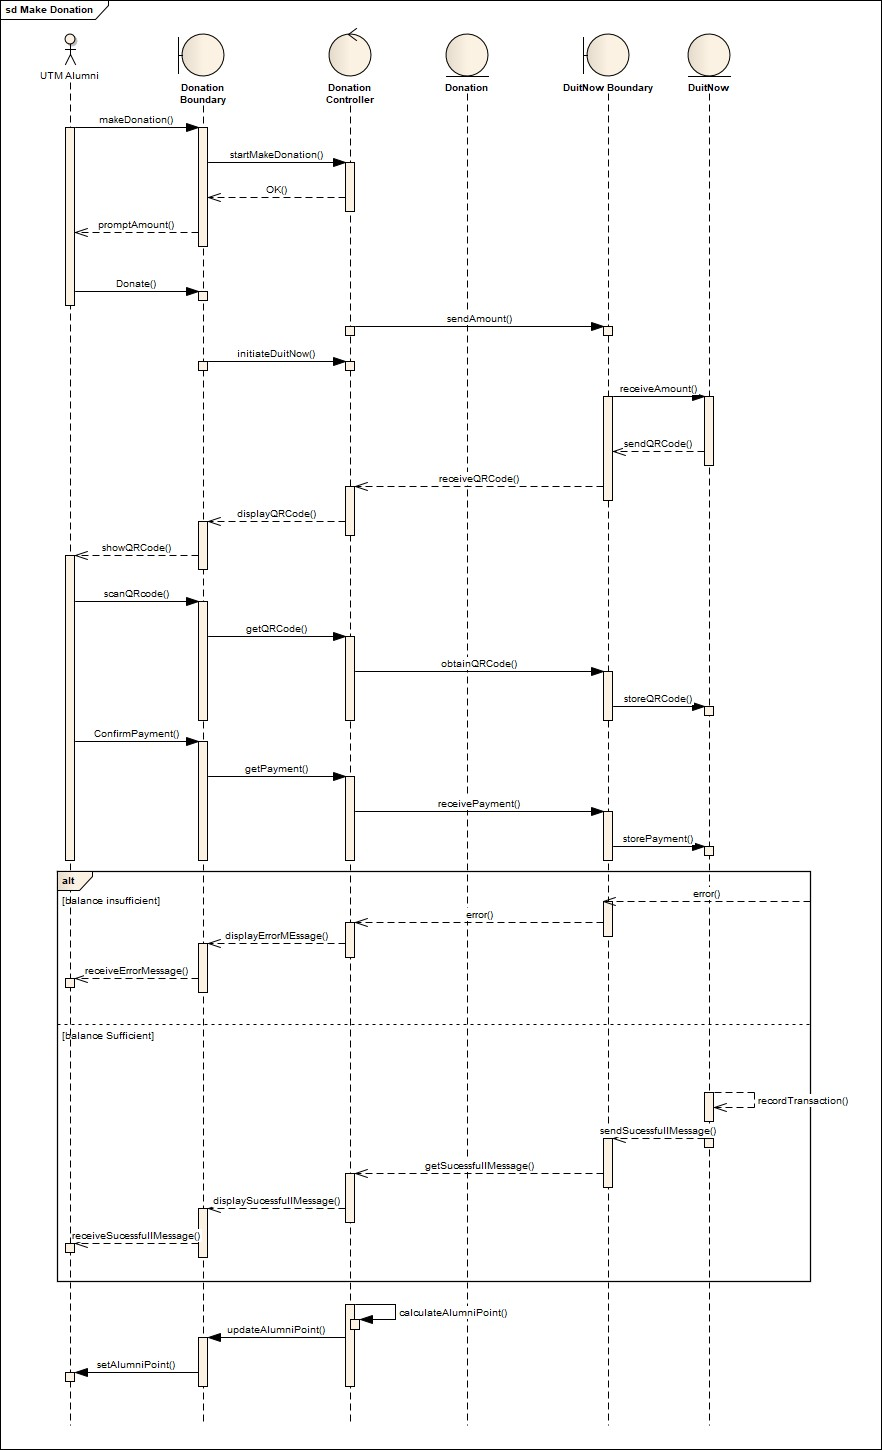 sd Make Donation
UTM Alumni
Donation
Boundary
Donation
Controller
Donation
DuitNow Boundary
DuitNow
makeDonation()
startMakeDonation()
OK()
promptAmount()
Donate()
sendAmount()
initiateDuitNow()
receiveAmount()
sendQRCode()
receiveQRCode()
displayQRCode()
showQRCode()
scanQRcode()
getQRCode()
obtainQRCode()
storeQRCode()
ConfirmPayment()
getPayment()
receivePayment()
storePayment()
alt
[balance insufficient]
error()
error()
displayErrorMEssage()
receiveErrorMessage()
[balance Sufficient]
recordTransaction()
sendSucessfullMessage()
getSucessfullMessage()
displaySucessfullMessage()
receiveSucessfullMessage()
calculateAlumniPoint()
updateAlumniPoint()
setAlumniPoint()